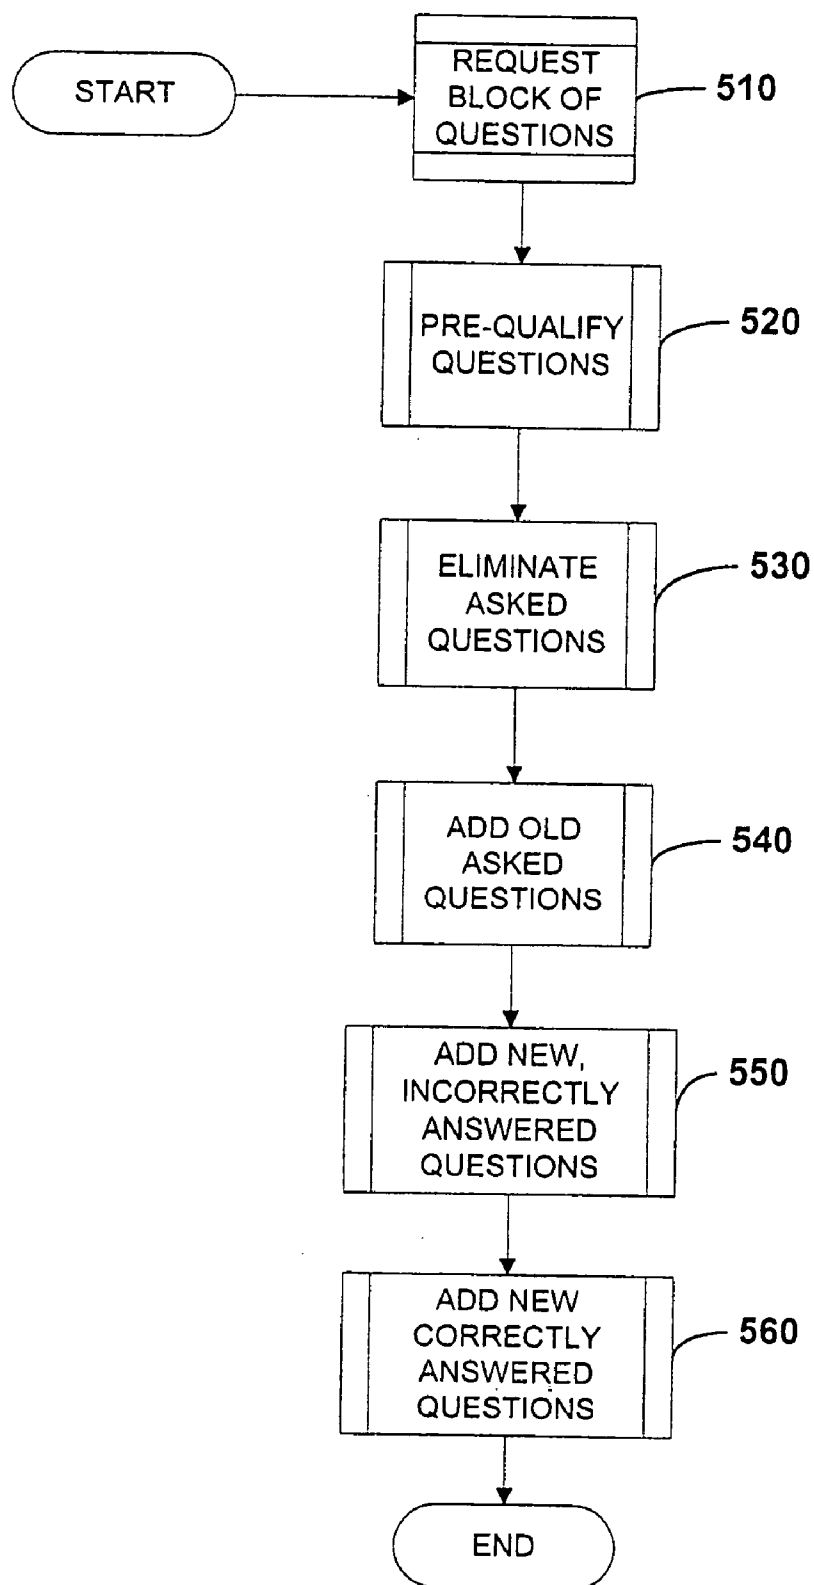 START
REQUEST
BLOCK OF
QUESTIONS
510
PRE-QUALIFY
QUESTIONS
520
ELIMINATE
ASKED
QUESTIONS
530
ADD OLD
ASKED
QUESTIONS
540
ADD NEW,
INCORRECTLY
ANSWERED
QUESTIONS
550
ADD NEW
CORRECTLY
ANSWERED
QUESTIONS
560
END